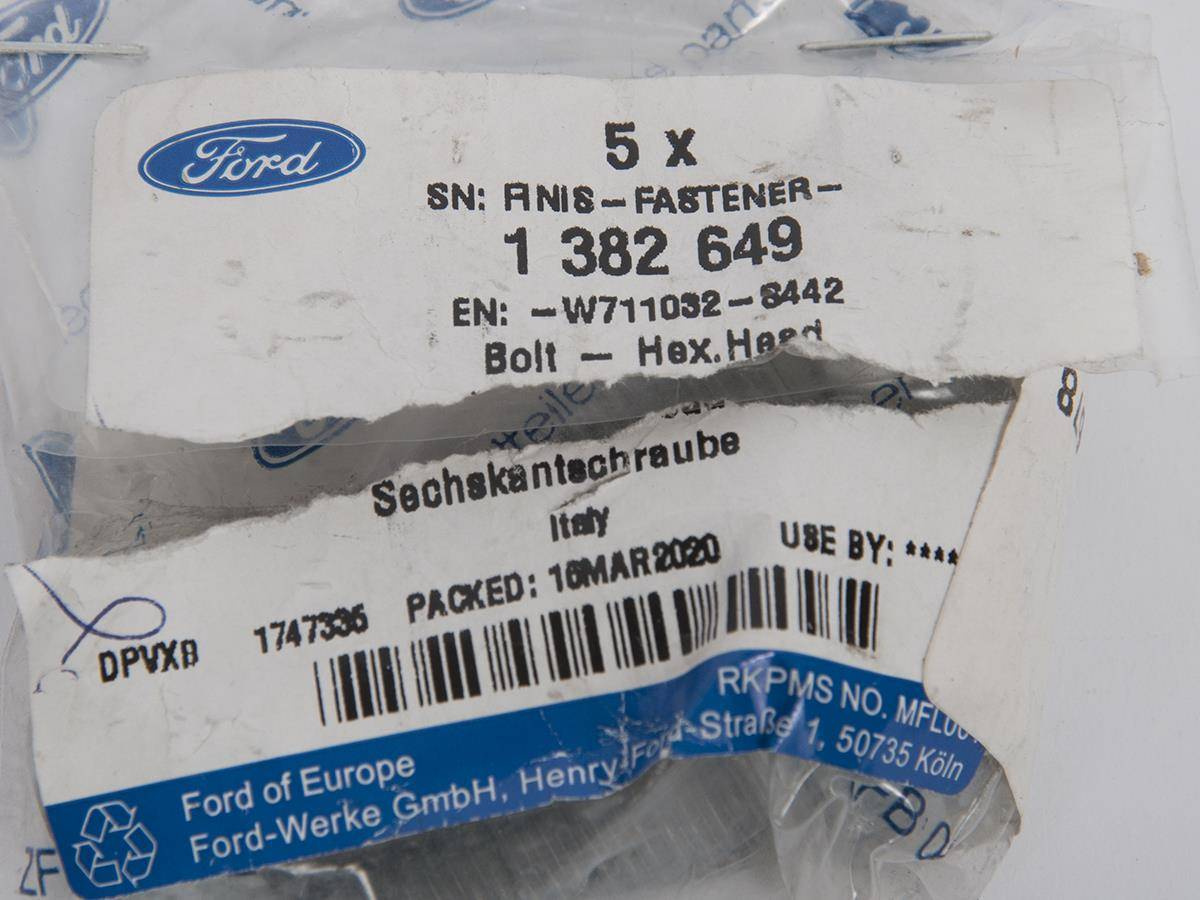 Ford
5 x
SN: FINIS-FASTENER-
1 382 649
EN: -W711032-S442
Bolt - Hex.Head
Sechskantschraube
Italy
1747335 PACKED: 16MAR2020 USE BY: ****
DPVXB
RKPMS NO. MFL00
Ford of Europe
Ford-Werke GmbH, Henry-Ford-Straße 1, 50735 Köln